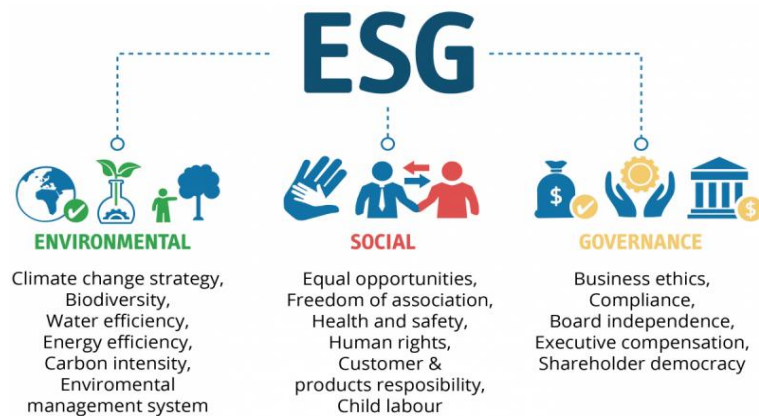 ESG
ENVIRONMENTAL
Climate change strategy,
Biodiversity,
Water efficiency,
Energy efficiency,
Carbon intensity,
Enviromental
management system
SOCIAL
Equal opportunities,
Freedom of association,
Health and safety,
Human rights,
Customer &
products resposibility,
Child labour
$
$
GOVERNANCE
Business ethics,
Compliance,
Board independence,
Executive compensation,
Shareholder democracy